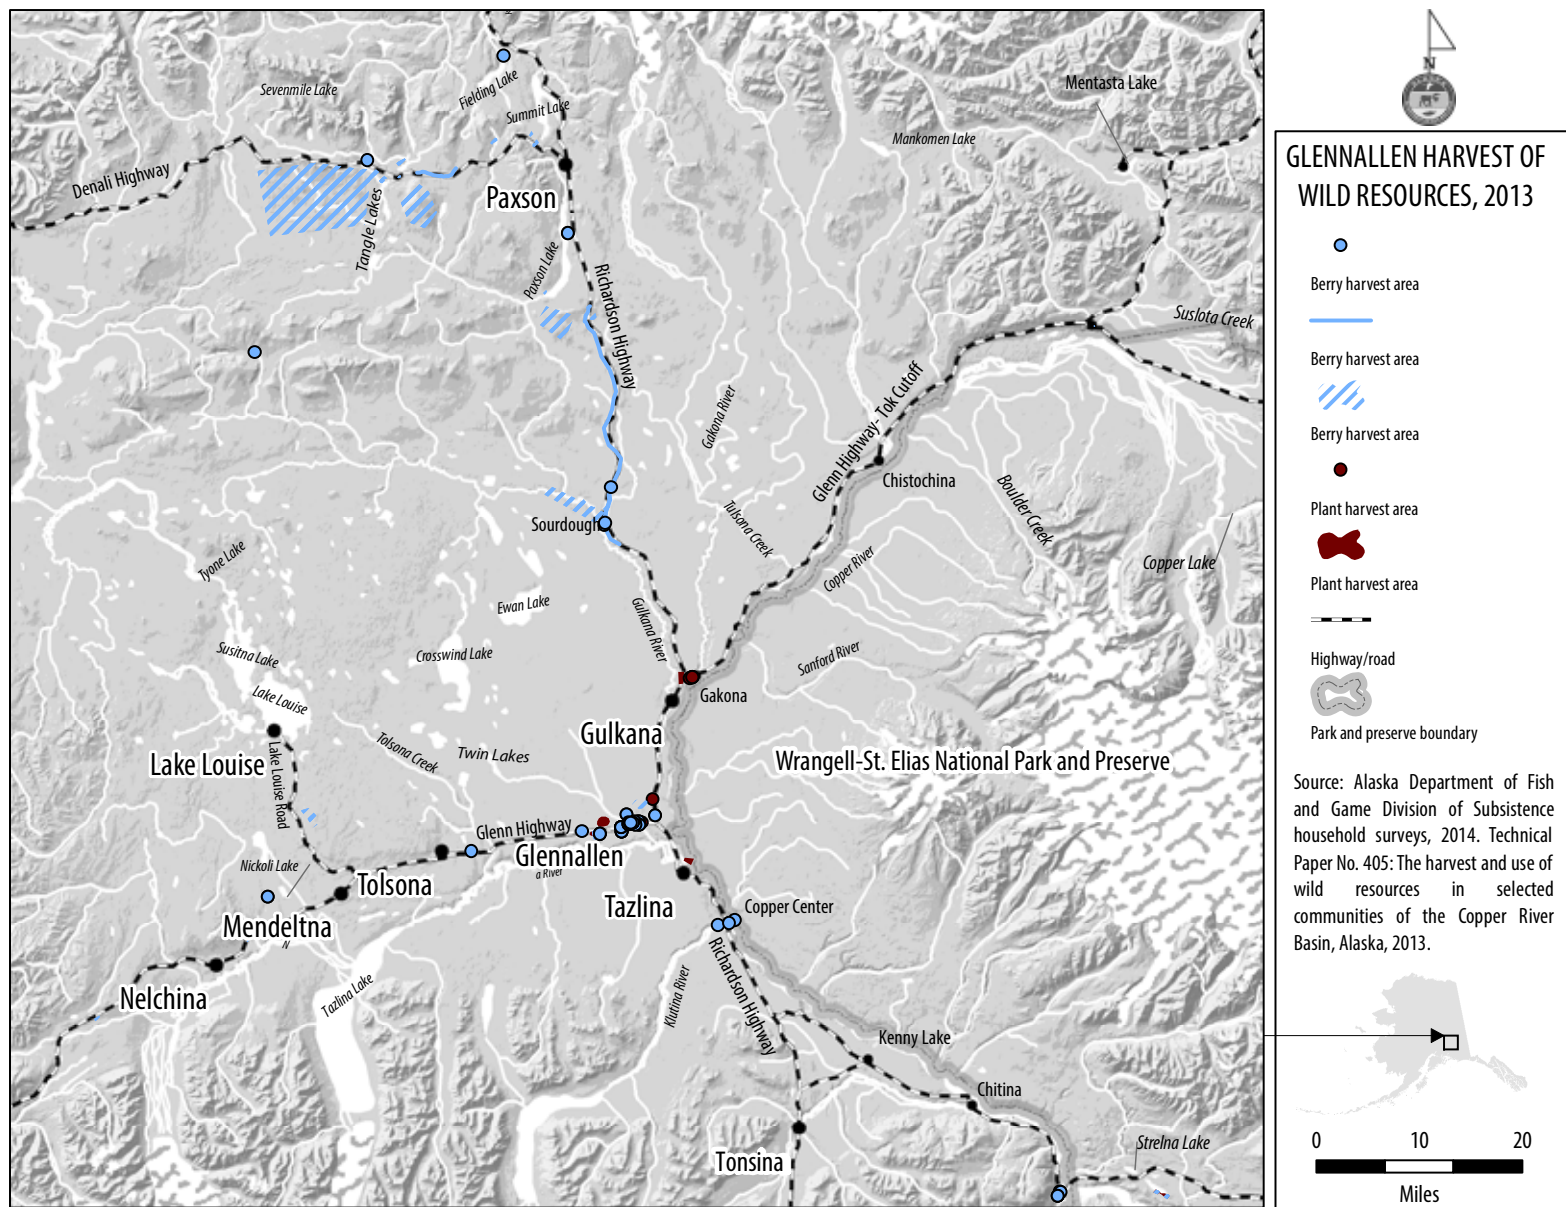 Sevenmile Lake
Fielding Lake
Summit Lake
Mentasta Lake
Mankomen Lake
Denali Highway
Tangle Lakes
Paxson
Paxson Lake
Richardson Highway
Suslota Creek
Gakona River
Glenn Highway- Tok Cutoff
Chistochina
Boulder Creek
Sourdough
Tulsona Creek
Tyone Lake
Copper River
Copper Lake
Ewan Lake
Gulkana River
Susitna Lake
Crosswind Lake
Sanford River
Lake Louise
Gakona
Gulkana
Tolsona Creek
Twin Lakes
Lake Louise
Wrangell-St. Elias National Park and Preserve
Lake Louise Road
Glenn Highway
Glennallen
a River
Nickoli Lake
Tolsona
Tazlina
Copper Center
Mendeltna
N
Richardson Highway
Nelchina
Tazlina Lake
Klutina River
Kenny Lake
Chitina
Tonsina
Strelna Lake
N
GLENNALLEN HARVEST OF
WILD RESOURCES, 2013
Berry harvest area
Berry harvest area
Berry harvest area
Plant harvest area
Plant harvest area
Highway/road
Park and preserve boundary
Source: Alaska Department of Fish
and Game Division of Subsistence
household surveys, 2014. Technical
Paper No. 405: The harvest and use of
wild resources in selected
communities of the Copper River
Basin, Alaska, 2013.
0 10 20
Miles